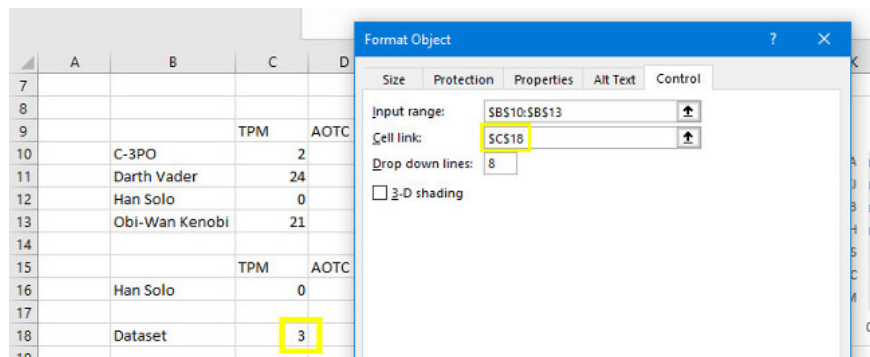 Format Object ? ×
A B C D K
Size Protection Properties Alt Text Control
7
8
Input range: $B$10:$B$13
9 TPM AOTC
Cell link: $C$18
10 C-3PO 2
Drop down lines: 8
11 Darth Vader 24
12 Han Solo 0
3-D shading
13 Obi-Wan Kenobi 21
14
15 TPM AOTC
16 Han Solo 0
17
18 Dataset 3